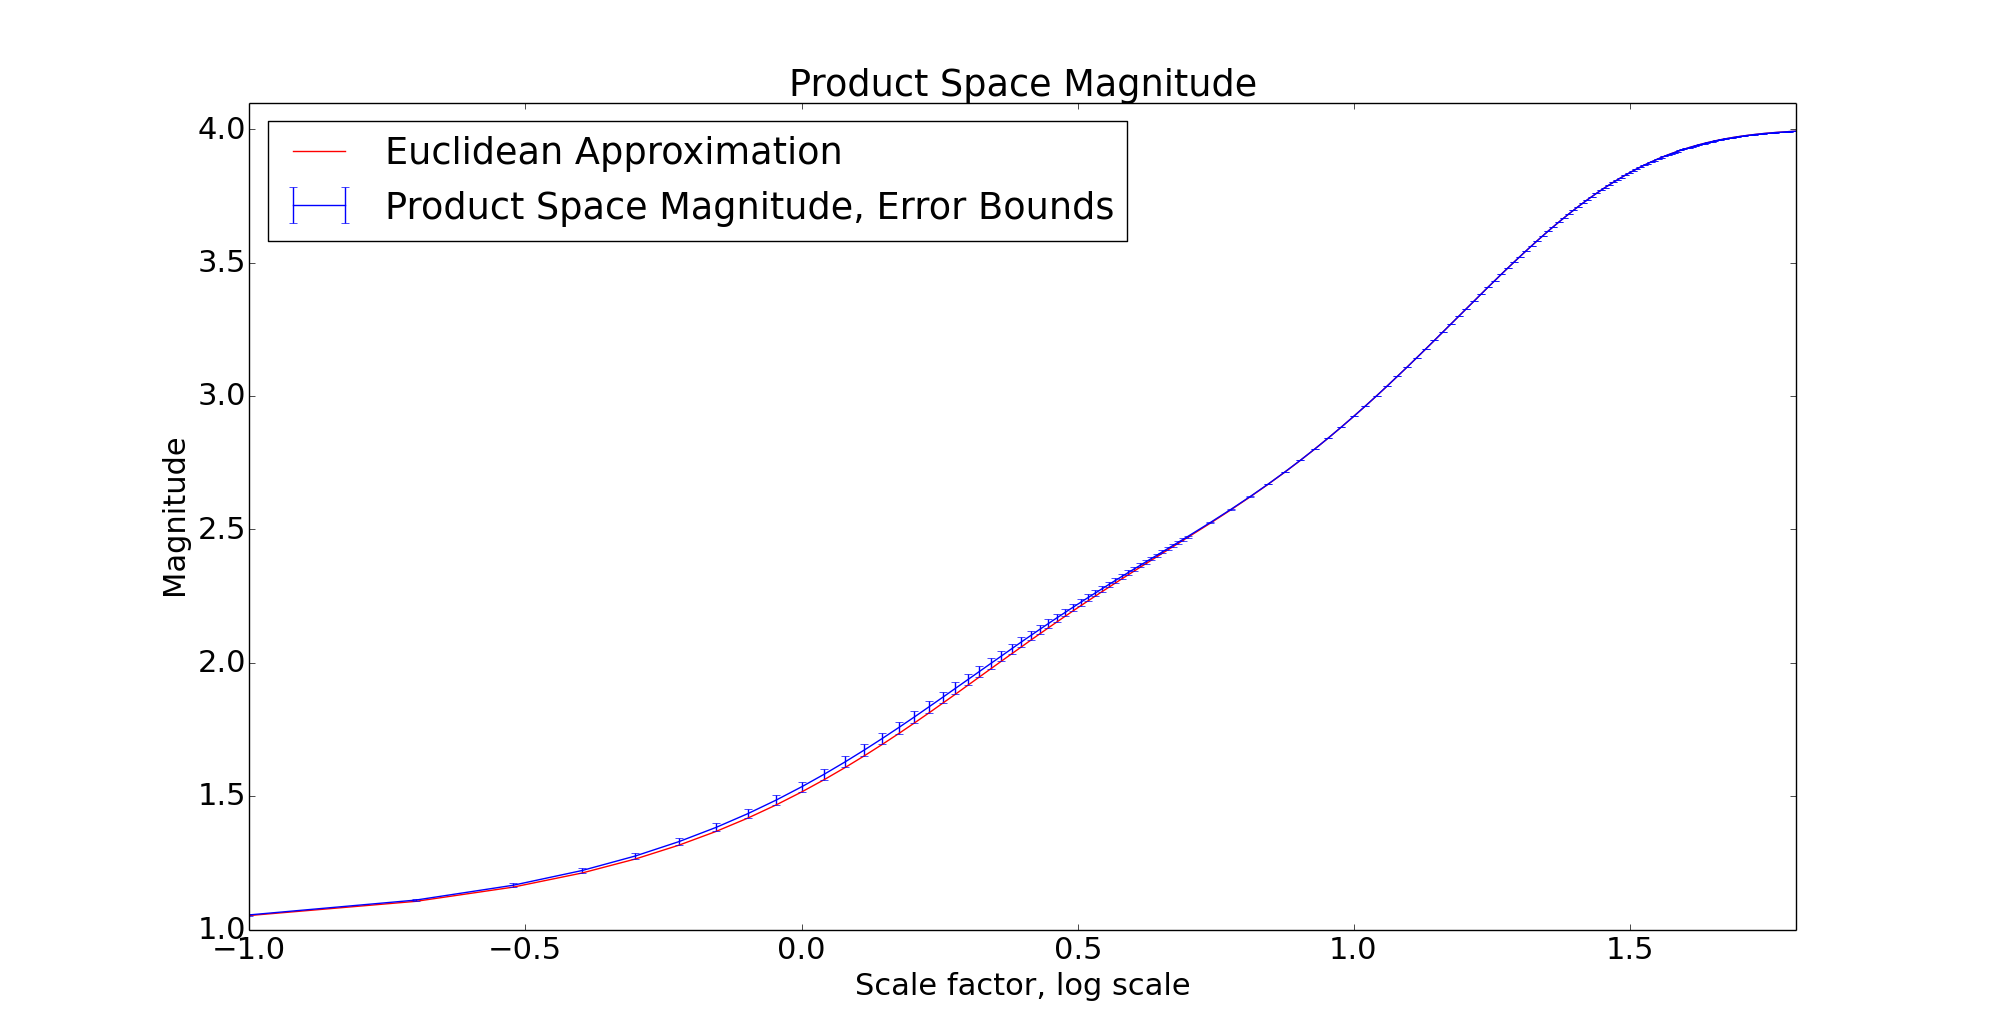 Product Space Magnitude
Euclidean Approximation
Product Space Magnitude, Error Bounds
4.0
3.5
3.0
2.5
2.0
1.5
1.0
Magnitude
−1.0
−0.5
0.0
0.5
1.0
1.5
Scale factor, log scale